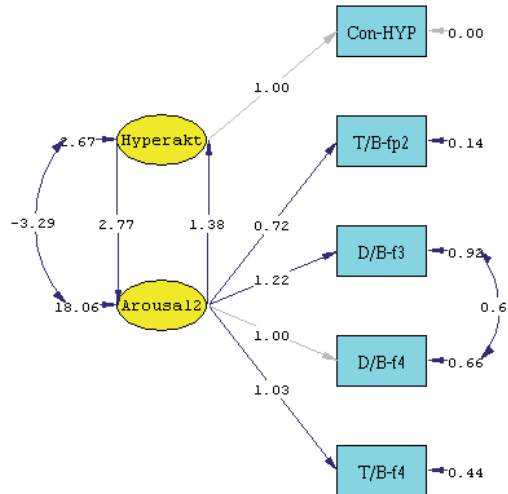 Con-HYP
0.00
1.00
2.67
Hyperakt
T/B-fp2
0.14
-3.29
2.77
1.38
0.72
D/B-f3
0.92
1.22
18.06
Arousal2
0.6
1.00
D/B-f4
0.66
1.03
T/B-f4
0.44